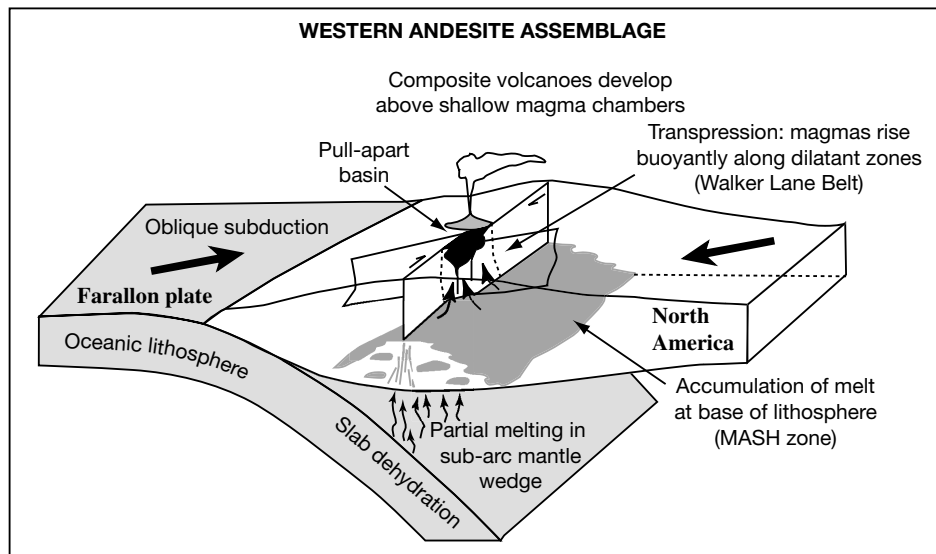 WESTERN ANDESITE ASSEMBLAGE
Composite volcanoes develop
above shallow magma chambers
Transpression: magmas rise
buoyantly along dilatant zones
(Walker Lane Belt)
Pull-apart
basin
Oblique subduction
Farallon plate
Oceanic lithosphere
Slab dehydration
Partial melting in
sub-arc mantle
wedge
North
America
Accumulation of melt
at base of lithosphere
(MASH zone)